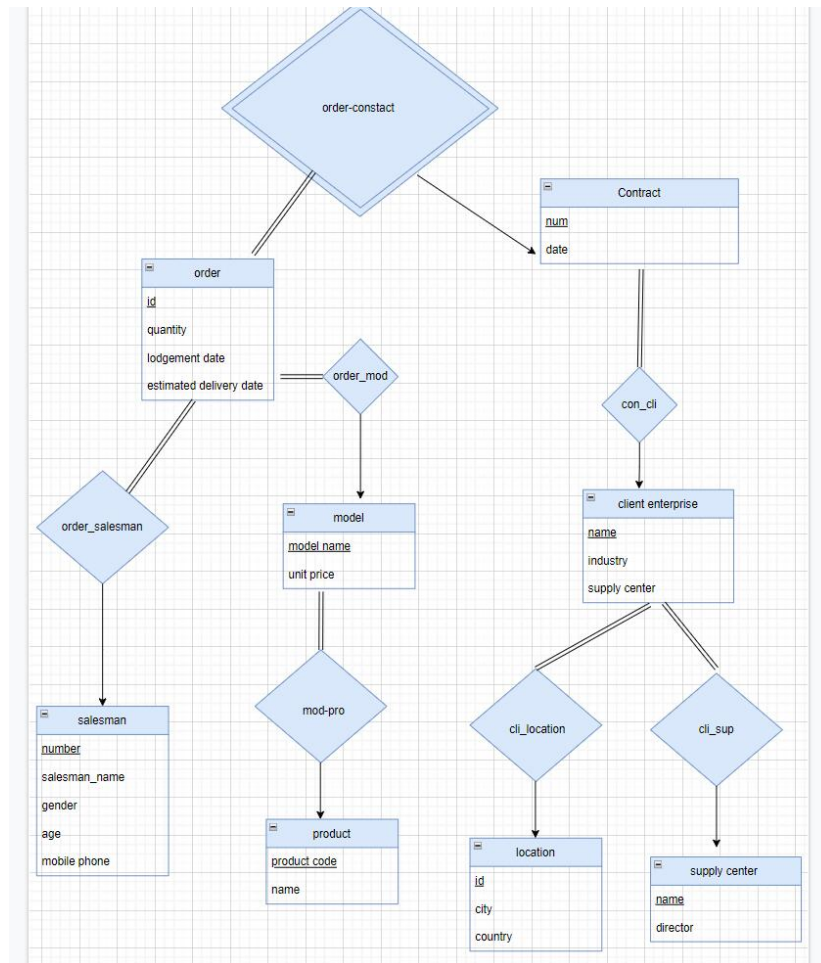 order-constact
Contract
num
date
order
id
quantity
lodgement date
estimated delivery date
order_mod
con_cli
order_salesman
model
model name
unit price
client enterprise
name
industry
supply center
mod-pro
cli_location
cli_sup
salesman
number
salesman_name
gender
age
mobile phone
product
product code
name
location
id
city
country
supply center
name
director